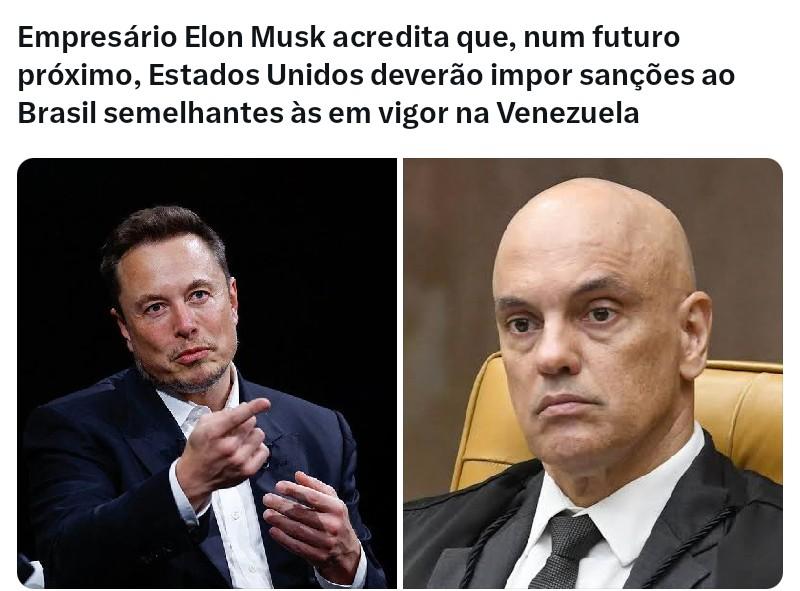 Empresário Elon Musk acredita que, num futuro
próximo, Estados Unidos deverão impor sanções ao
Brasil semelhantes às em vigor na Venezuela